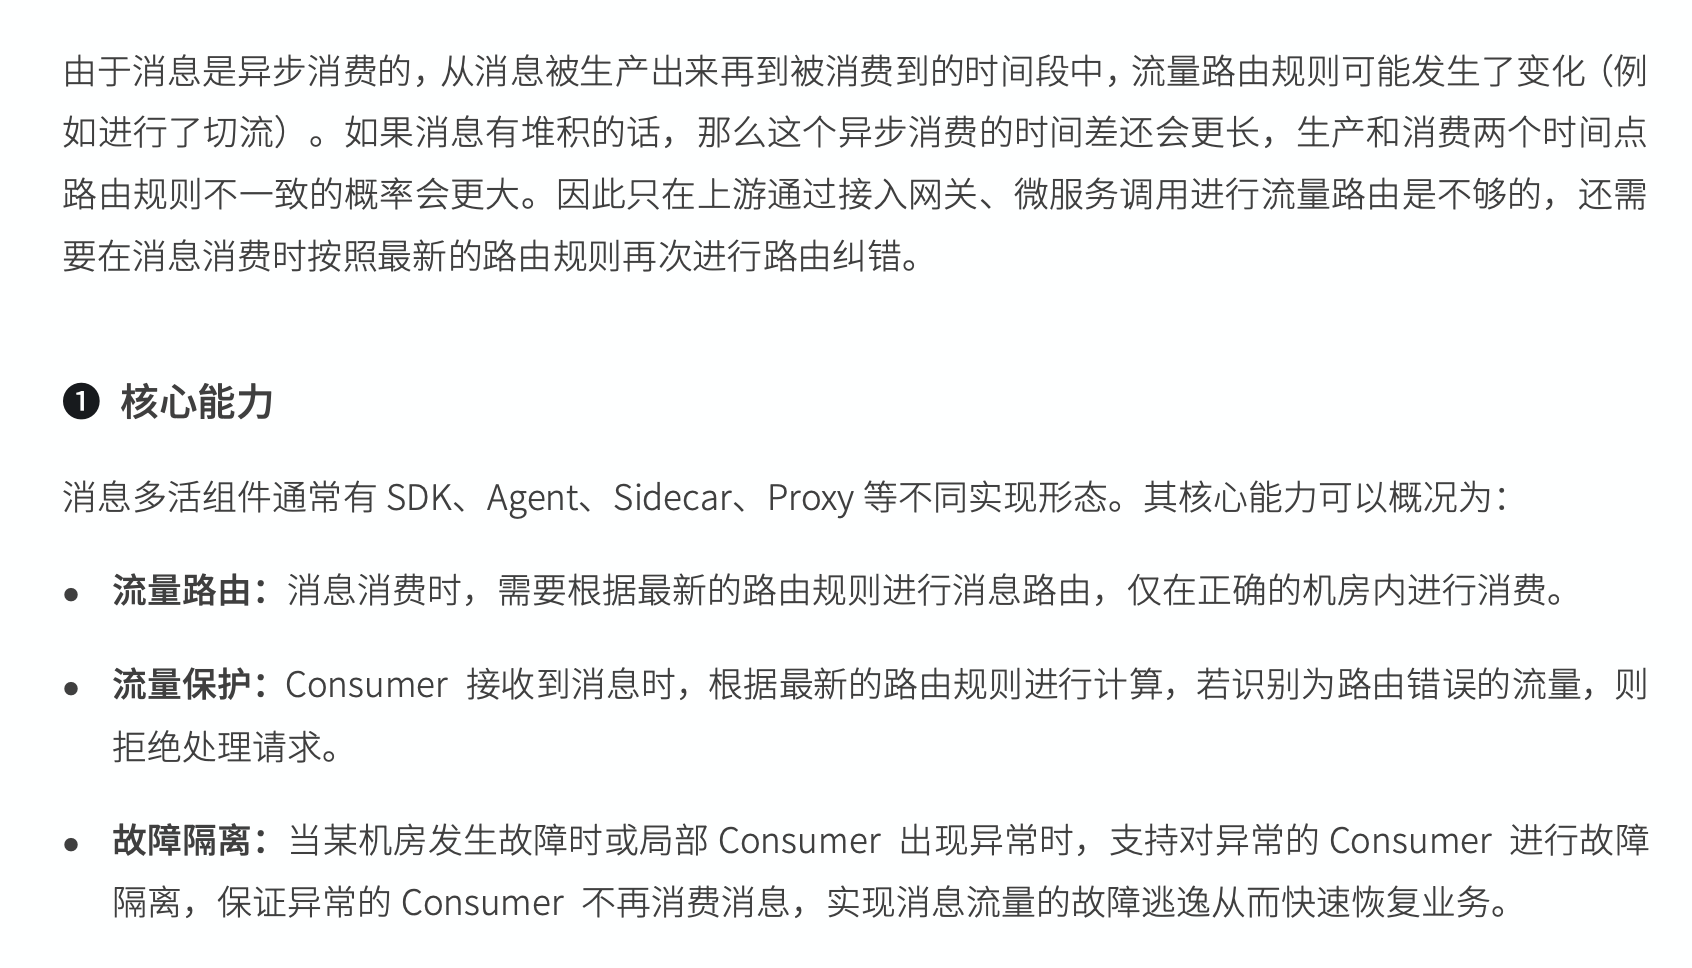 由于消息是异步消费的，从消息被生产出来再到被消费到的时间段中，流量路由规则可能发生了变化（例
如进行了切流）。如果消息有堆积的话，那么这个异步消费的时间差还会更长，生产和消费两个时间点
路由规则不一致的概率会更大。因此只在上游通过接入网关、微服务调用进行流量路由是不够的，还需
要在消息消费时按照最新的路由规则再次进行路由纠错。
❶ 核心能力
消息多活组件通常有 SDK、Agent、Sidecar、Proxy 等不同实现形态。其核心能力可以概况为：
● 流量路由：消息消费时，需要根据最新的路由规则进行消息路由，仅在正确的机房内进行消费。
● 流量保护：Consumer 接收到消息时，根据最新的路由规则进行计算，若识别为路由错误的流量，则
拒绝处理请求。
● 故障隔离：当某机房发生故障时或局部 Consumer 出现异常时，支持对异常的 Consumer 进行故障
隔离，保证异常的 Consumer 不再消费消息，实现消息流量的故障逃逸从而快速恢复业务。